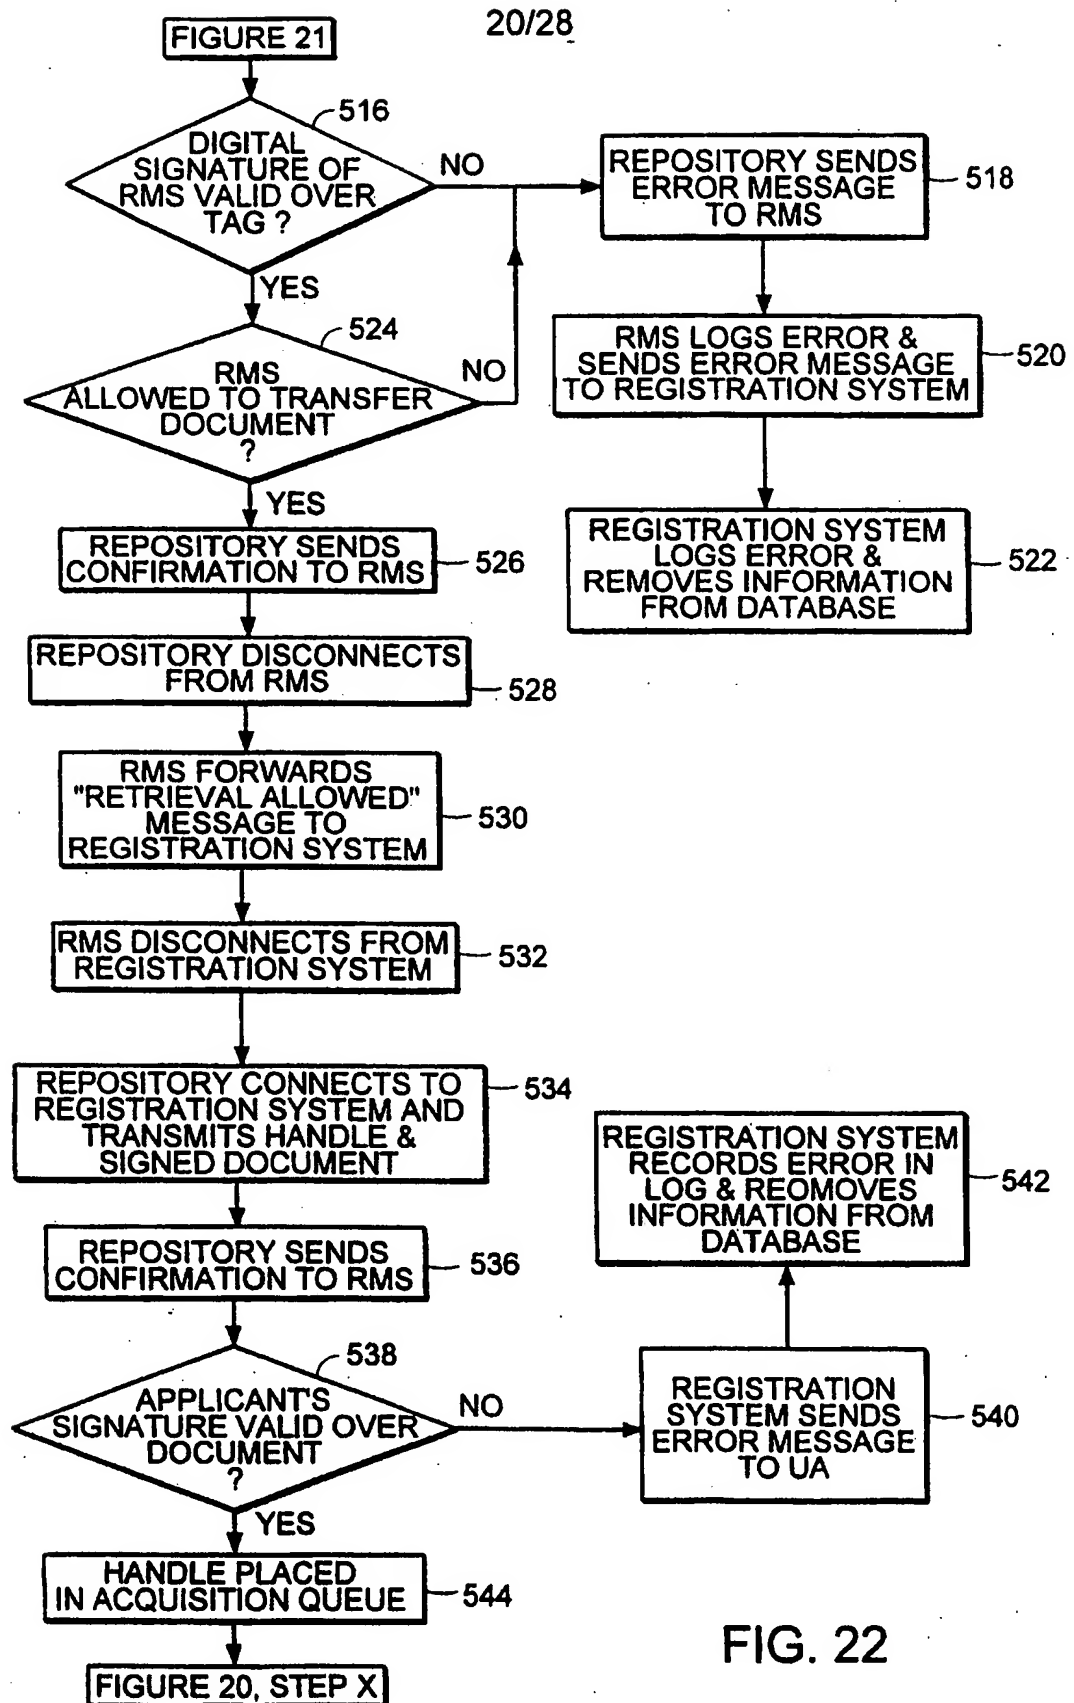 20/28
FIGURE 21
516
DIGITAL
SIGNATURE OF
RMS VALID OVER
TAG ?
NO
YES
REPOSITORY SENDS
ERROR MESSAGE
TO RMS
518
524
RMS
ALLOWED TO TRANSFER
DOCUMENT
?
NO
YES
RMS LOGS ERROR &
SENDS ERROR MESSAGE
TO REGISTRATION SYSTEM
520
REGISTRATION SYSTEM
LOGS ERROR &
REMOVES INFORMATION
FROM DATABASE
522
REPOSITORY SENDS
CONFIRMATION TO RMS
526
REPOSITORY DISCONNECTS
FROM RMS
528
RMS FORWARDS
"RETRIEVAL ALLOWED"
MESSAGE TO
REGISTRATION SYSTEM
530
RMS DISCONNECTS FROM
REGISTRATION SYSTEM
532
REPOSITORY CONNECTS TO
REGISTRATION SYSTEM AND
TRANSMITS HANDLE &
SIGNED DOCUMENT
534
REPOSITORY SENDS
CONFIRMATION TO RMS
536
538
APPLICANT'S
SIGNATURE VALID OVER
DOCUMENT
?
NO
YES
REGISTRATION SYSTEM
RECORDS ERROR IN
LOG & REOMOVES
INFORMATION FROM
DATABASE
542
REGISTRATION
SYSTEM SENDS
ERROR MESSAGE
TO UA
540
HANDLE PLACED
IN ACQUISITION QUEUE
544
FIGURE 20, STEP X
FIG. 22